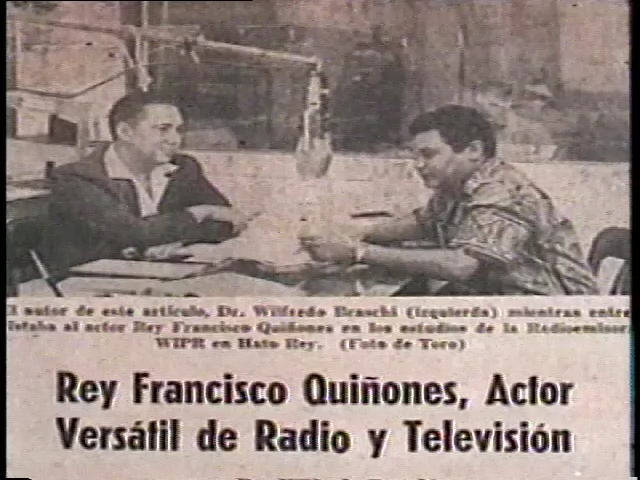 El autor de este artículo, Dr. Wilfredo Braschi (izquierda) mientras entre
vistaba al actor Rey Francisco Quiñones en los estudios de la Radioemisora
WIPR en Hato Rey. (Foto de Toro)
Rey Francisco Quiñones, Actor
Versátil de Radio y Televisión